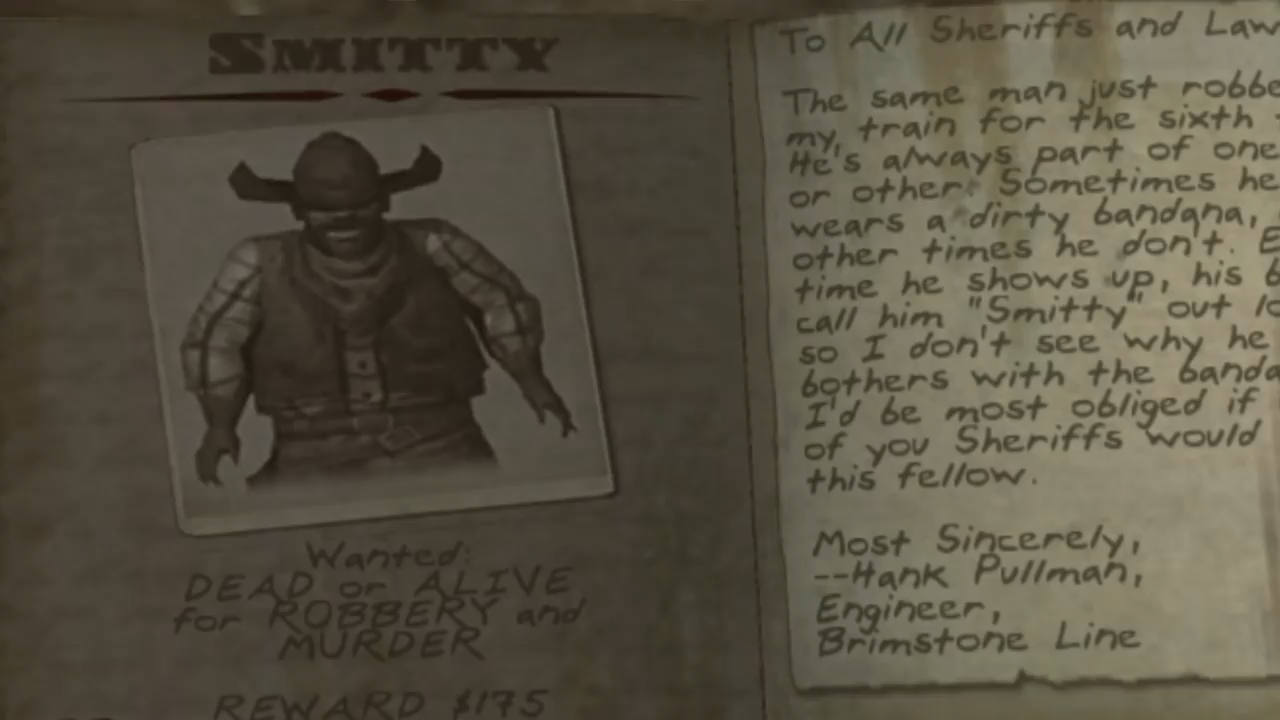 SMITTY
Wanted:
DEAD or ALIVE
for ROBBERY and
MURDER
REWARD $175
To All Sheriffs and Law
The same man just robbe
my, train for the sixth
He's always part of one
or other. Sometimes he
wears a dirty bandana,
other times he don't. E
time he shows up, his b
call him "Smitty" out lo
so I don't see why he
bothers with the banda
I'd be most obliged if
of you Sheriffs would
this fellow.
Most Sincerely,
--Hank Pullman,
Engineer,
Brimstone Line